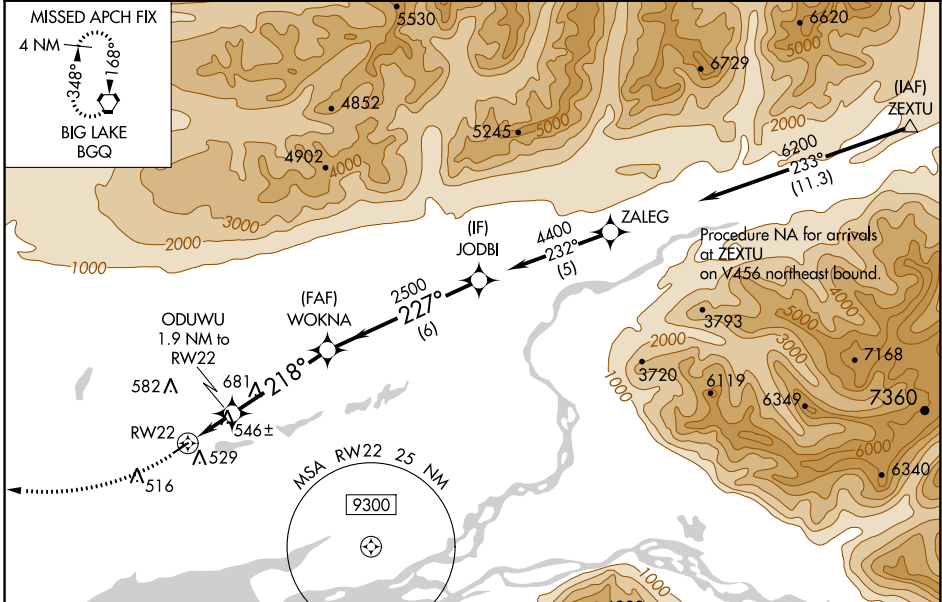 MISSED APCH FIX
4 NM
348°
168°
BIG LAKE
BGQ
5530
4852
4902
4000
3000
2000
1000
5245
5000
6729
6620
5000
2000
(IAF)
ZEXTU
6200
233°
(11.3)
ZALEG
4400
232°
(5)
(IF)
JODBI
2500
227°
(6)
(FAF)
WOKNA
218°
ODUWU
1.9 NM to
RW22
582
681
546±
RW22
529
516
Procedure NA for arrivals
at ZEXTU
on V456 northeast bound.
3793
4000
5000
3000
2000
1000
3720
6119
6349
7168
7360
6000
6340
MSA RW22 25 NM
9300
1000